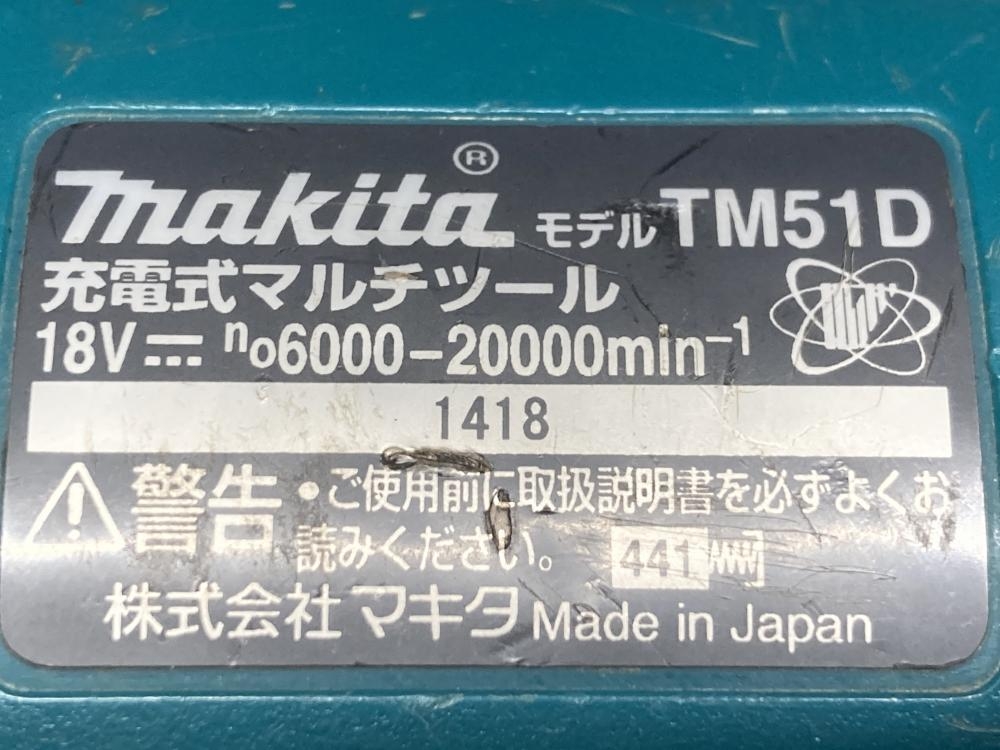 makita® モデル TM51D
充電式マルチツール
18V⎓ n₀6000-20000min⁻¹
1418
警告・ご使用前に取扱説明書を必ずよくお
読みください。 441
株式会社マキタ Made in Japan